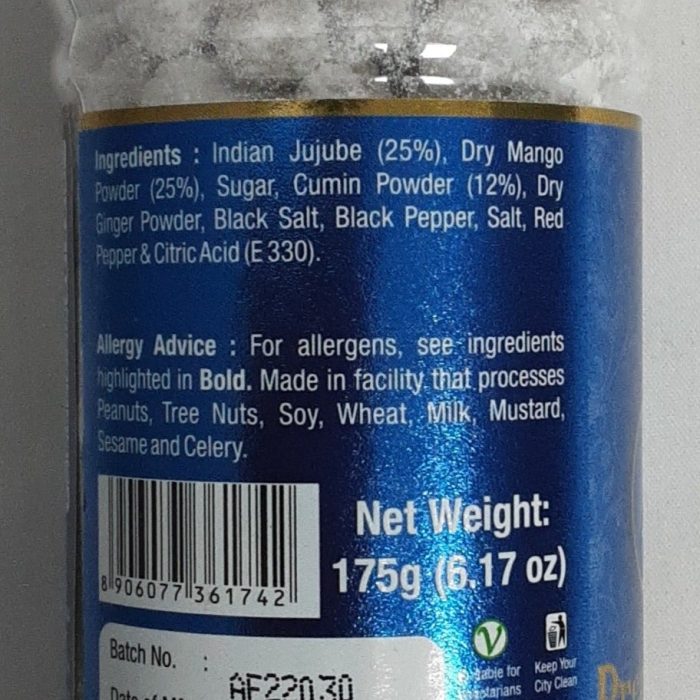 Ingredients : Indian Jujube (25%), Dry Mango
Powder (25%), Sugar, Cumin Powder (12%), Dry
Ginger Powder, Black Salt, Black Pepper, Salt, Red
Pepper & Citric Acid (E 330).
Allergy Advice : For allergens, see ingredients
highlighted in Bold. Made in facility that processes
Peanuts, Tree Nuts, Soy, Wheat, Milk, Mustard,
Sesame and Celery.
Net Weight:
175g (6.17 oz)
8 906077 361742
V
for
Keep Your
City Clean
Batch No. :
AF22030
Date of